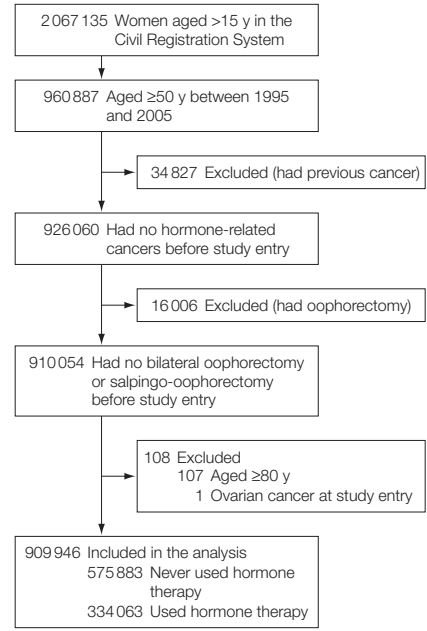 2 067 135 Women aged >15 y in the
Civil Registration System
960 887 Aged ≥50 y between 1995
and 2005
34 827 Excluded (had previous cancer)
926 060 Had no hormone-related
cancers before study entry
16 006 Excluded (had oophorectomy)
910 054 Had no bilateral oophorectomy
or salpingo-oophorectomy
before study entry
108 Excluded
107 Aged ≥80 y
1 Ovarian cancer at study entry
909 946 Included in the analysis
575 883 Never used hormone
therapy
334 063 Used hormone therapy